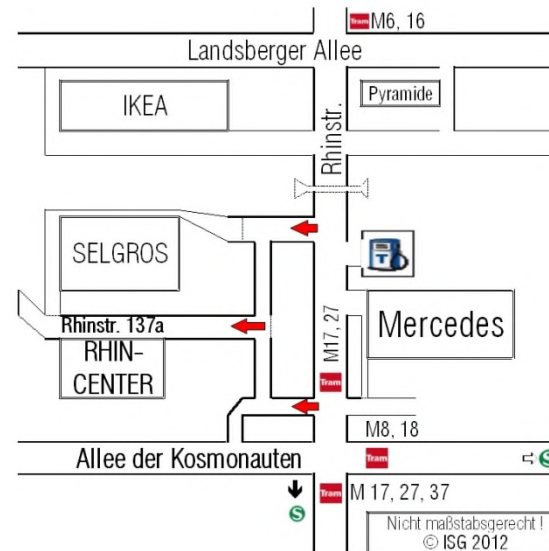 Tram M6, 16
Landsberger Allee
IKEA
Pyramide
Rhinstr.
SELGROS
T
Rhinstr. 137a
M17, 27
Mercedes
RHIN-
CENTER
Tram
M8, 18
Allee der Kosmonauten
Tram
S
S
Tram M 17, 27, 37
Nicht maßstabsgerecht !
© ISG 2012